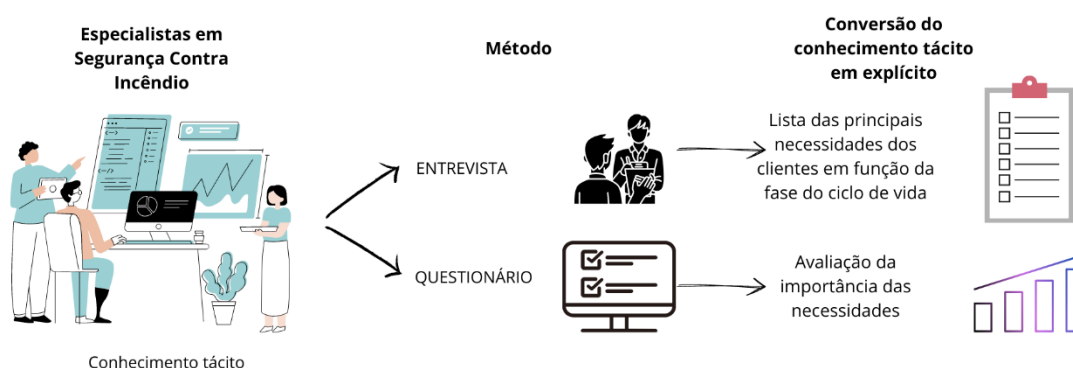 Especialistas em
Segurança Contra
Incêndio
Conhecimento tácito
Método
ENTREVISTA
QUESTIONÁRIO
Conversão do
conhecimento tácito
em explícito
Lista das principais
necessidades dos
clientes em função da
fase do ciclo de vida
Avaliação da
importância das
necessidades